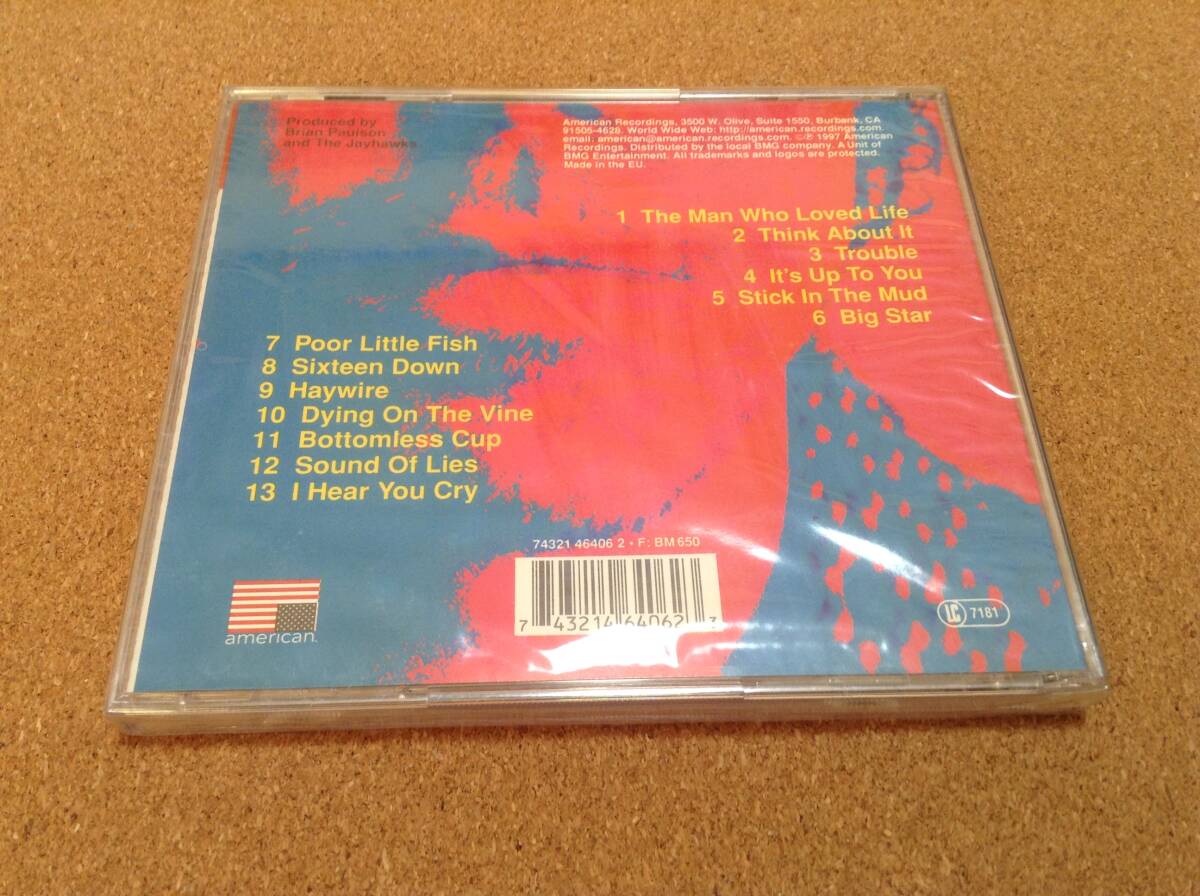 Produced by
Brian Paulson
and The Jayhawks
American Recordings, 3500 W. Olive, Suite 1550, Burbank, CA
91505-4628. World Wide Web: http://american.recordings.com.
email: american@american.recordings.com. ©℗ 1997 American
Recordings. Distributed by the local BMG company. A Unit of
BMG Entertainment. All trademarks and logos are protected.
Made in the EU.
1 The Man Who Loved Life
2 Think About It
3 Trouble
4 It's Up To You
5 Stick In The Mud
6 Big Star
7 Poor Little Fish
8 Sixteen Down
9 Haywire
10 Dying On The Vine
11 Bottomless Cup
12 Sound Of Lies
13 I Hear You Cry
74321 46406 2 • F: BM 650
7 43214 64062 3
american™
LC 7181